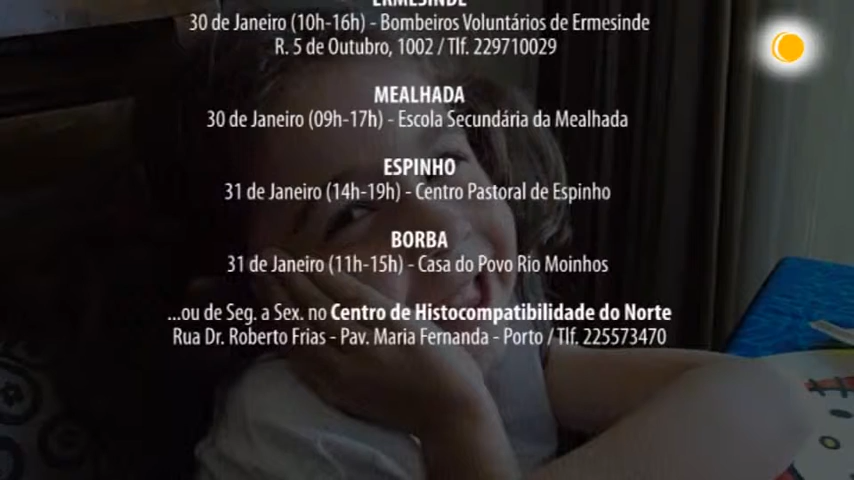 ERMESINDE
30 de Janeiro (10h-16h) - Bombeiros Voluntários de Ermesinde
R. 5 de Outubro, 1002 / Tlf. 229710029
MEALHADA
30 de Janeiro (09h-17h) - Escola Secundária da Mealhada
ESPINHO
31 de Janeiro (14h-19h) - Centro Pastoral de Espinho
BORBA
31 de Janeiro (11h-15h) - Casa do Povo Rio Moinhos
...ou de Seg. a Sex. no Centro de Histocompatibilidade do Norte
Rua Dr. Roberto Frias - Pav. Maria Fernanda - Porto / Tlf. 225573470